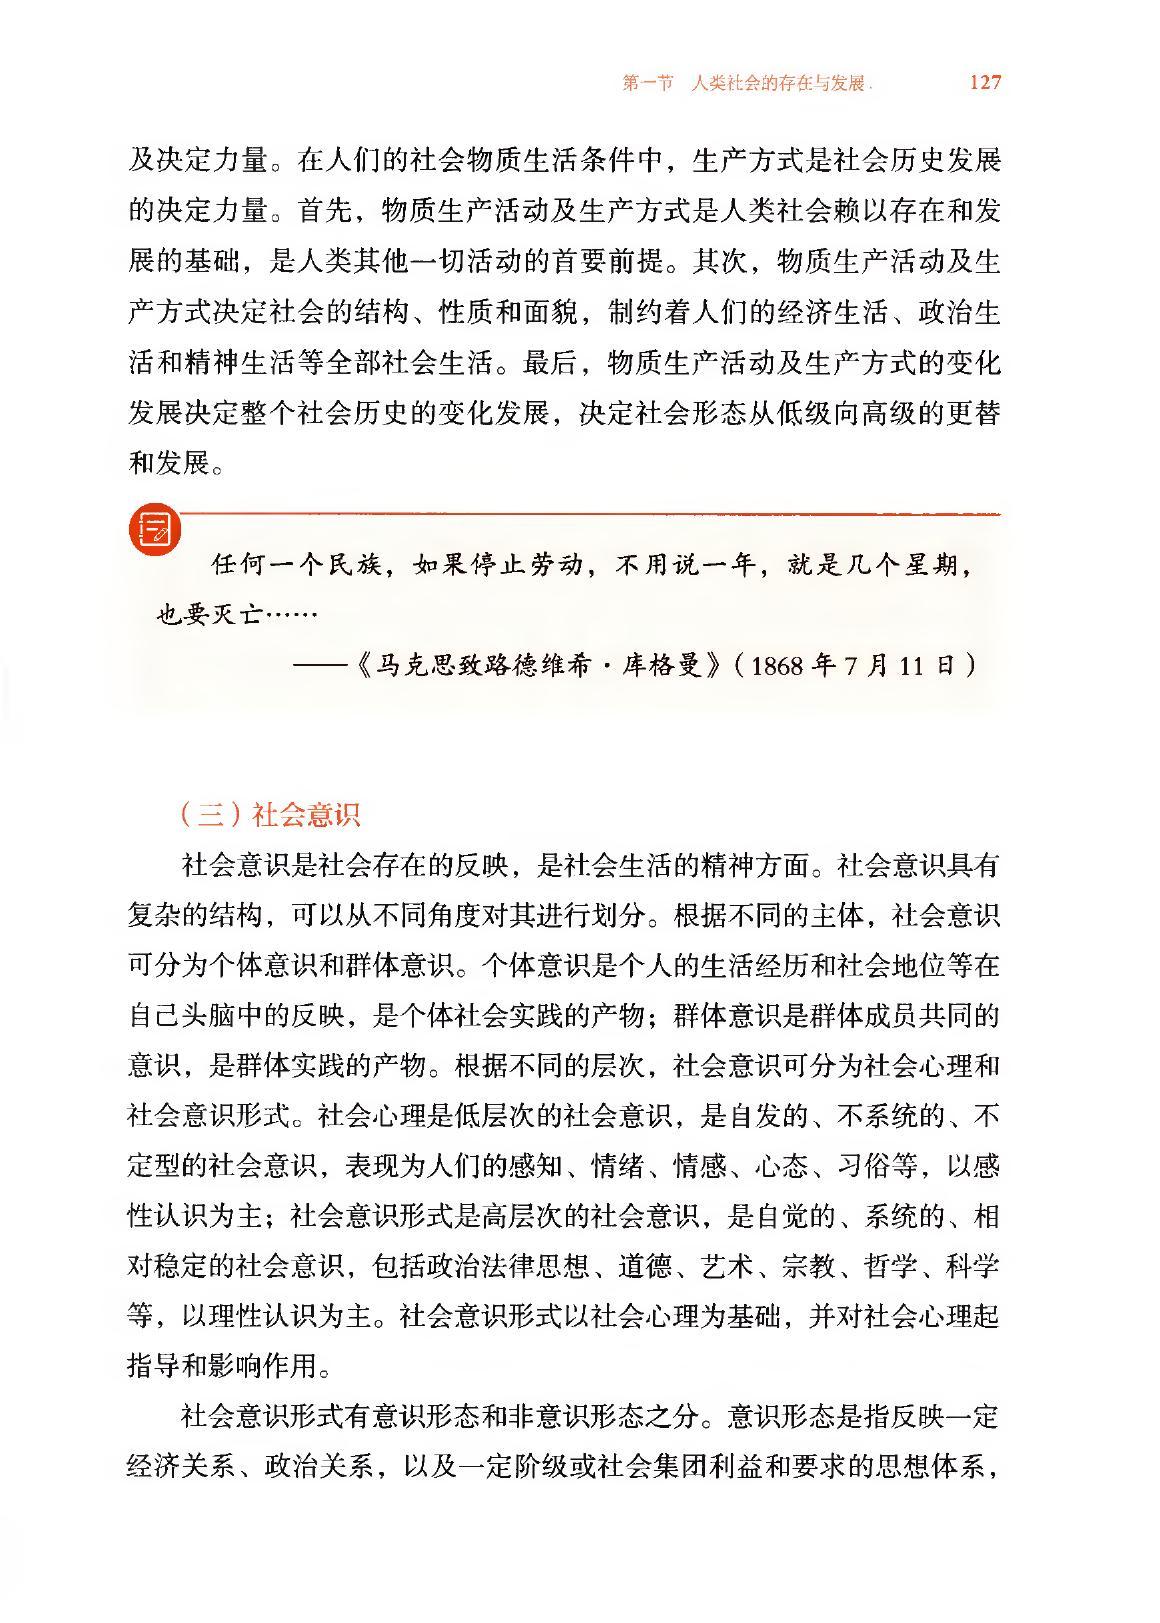 第一节 人类社会的存在与发展 127
及决定力量。在人们的社会物质生活条件中，生产方式是社会历史发展
的决定力量。首先，物质生产活动及生产方式是人类社会赖以存在和发
展的基础，是人类其他一切活动的首要前提。其次，物质生产活动及生
产方式决定社会的结构、性质和面貌，制约着人们的经济生活、政治生
活和精神生活等全部社会生活。最后，物质生产活动及生产方式的变化
发展决定整个社会历史的变化发展，决定社会形态从低级向高级的更替
和发展。
任何一个民族，如果停止劳动，不用说一年，就是几个星期，
也要灭亡……
——《马克思致路德维希·库格曼》（1868 年 7 月 11 日）
（三）社会意识
社会意识是社会存在的反映，是社会生活的精神方面。社会意识具有
复杂的结构，可以从不同角度对其进行划分。根据不同的主体，社会意识
可分为个体意识和群体意识。个体意识是个人的生活经历和社会地位等在
自己头脑中的反映，是个体社会实践的产物；群体意识是群体成员共同的
意识，是群体实践的产物。根据不同的层次，社会意识可分为社会心理和
社会意识形式。社会心理是低层次的社会意识，是自发的、不系统的、不
定型的社会意识，表现为人们的感知、情绪、情感、心态、习俗等，以感
性认识为主；社会意识形式是高层次的社会意识，是自觉的、系统的、相
对稳定的社会意识，包括政治法律思想、道德、艺术、宗教、哲学、科学
等，以理性认识为主。社会意识形式以社会心理为基础，并对社会心理起
指导和影响作用。
社会意识形式有意识形态和非意识形态之分。意识形态是指反映一定
经济关系、政治关系，以及一定阶级或社会集团利益和要求的思想体系，